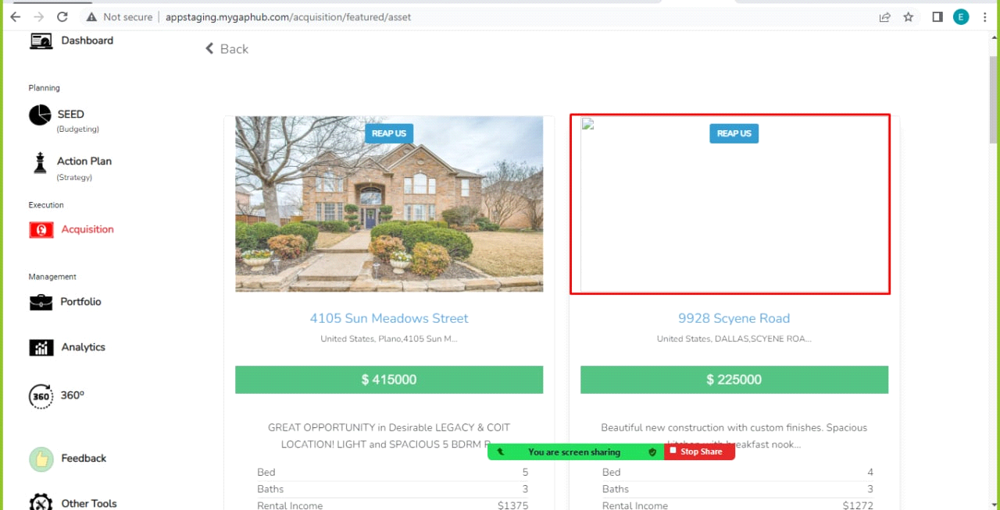 Not secure
appstaging.mygaphub.com/acquisition/featured/asset
E
Dashboard
Back
Planning
SEED
(Budgeting)
Action Plan
(Strategy)
Execution
Acquisition
Management
Portfolio
Analytics
360
360º
Feedback
Other Tools
REAP US
4105 Sun Meadows Street
United States, Plano,4105 Sun M...
$ 415000
GREAT OPPORTUNITY in Desirable LEGACY & COIT
LOCATION! LIGHT and SPACIOUS 5 BDRM
Bed 5
Baths 3
Rental Income $1375
REAP US
9928 Scyene Road
United States, DALLAS,SCYENE ROA...
$ 225000
Beautiful new construction with custom finishes. Spacious
kitchen with breakfast nook...
Bed 4
Baths 3
Rental Income $1272
You are screen sharing
Stop Share